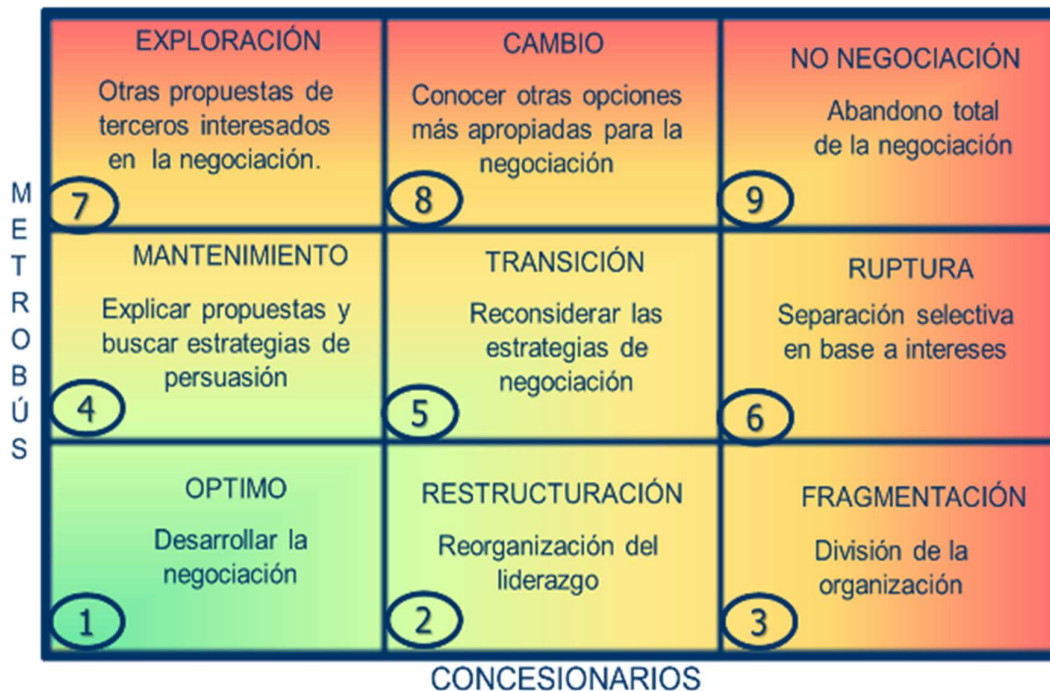 EXPLORACIÓN
Otras propuestas de
terceros interesados
en la negociación.
7
CAMBIO
Conocer otras opciones
más apropiadas para la
negociación
8
NO NEGOCIACIÓN
Abandono total
de la negociación
9
METROBÚS
MANTENIMIENTO
Explicar propuestas y
buscar estrategias de
persuasión
4
TRANSICIÓN
Reconsiderar las
estrategias de
negociación
5
RUPTURA
Separación selectiva
en base a intereses
6
OPTIMO
Desarrollar la
negociación
1
RESTRUCTURACIÓN
Reorganización del
liderazgo
2
FRAGMENTACIÓN
División de la
organización
3
CONCESIONARIOS